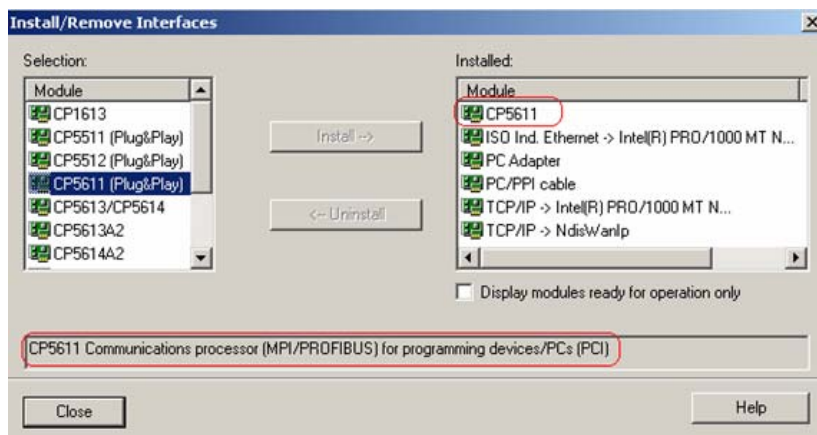 Install/Remove Interfaces
Selection:
Module
CP1613
CP5511 (Plug&Play)
CP5512 (Plug&Play)
CP5611 (Plug&Play)
CP5613/CP5614
CP5613A2
CP5614A2
Install -->
<-- Uninstall
Installed:
Module
CP5611
ISO Ind. Ethernet -> Intel(R) PRO/1000 MT N...
PC Adapter
PC/PPI cable
TCP/IP -> Intel(R) PRO/1000 MT N...
TCP/IP -> NdisWanIp
Display modules ready for operation only
CP5611 Communications processor (MPI/PROFIBUS) for programming devices/PCs (PCI)
Close
Help